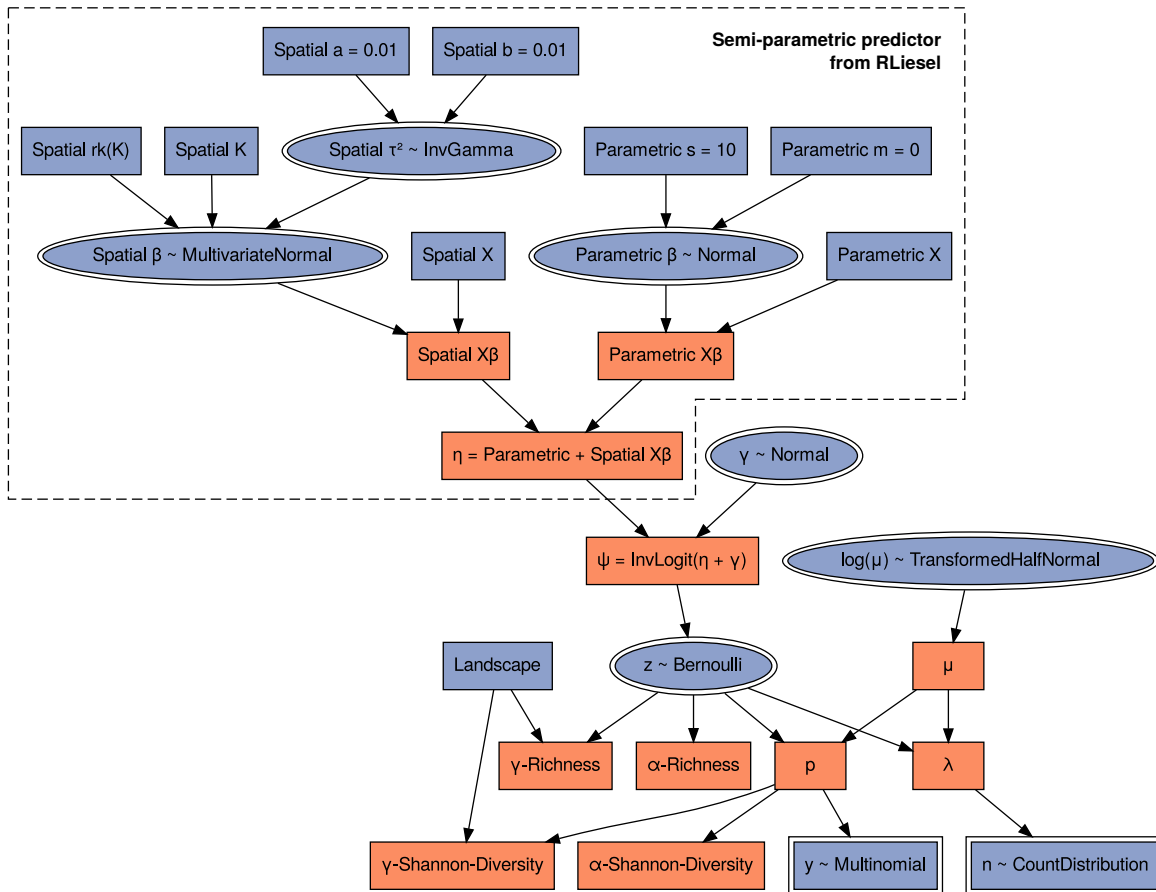 Semi-parametric predictor
from RLiesel
Spatial a = 0.01
Spatial b = 0.01
Spatial rk(K)
Spatial K
Spatial τ² ~ InvGamma
Parametric s = 10
Parametric m = 0
Spatial β ~ MultivariateNormal
Spatial X
Parametric β ~ Normal
Parametric X
Spatial Xβ
Parametric Xβ
η = Parametric + Spatial Xβ
γ ~ Normal
ψ = InvLogit(η + γ)
log(μ) ~ TransformedHalfNormal
Landscape
z ~ Bernoulli
μ
γ-Richness
α-Richness
p
λ
γ-Shannon-Diversity
α-Shannon-Diversity
y ~ Multinomial
n ~ CountDistribution